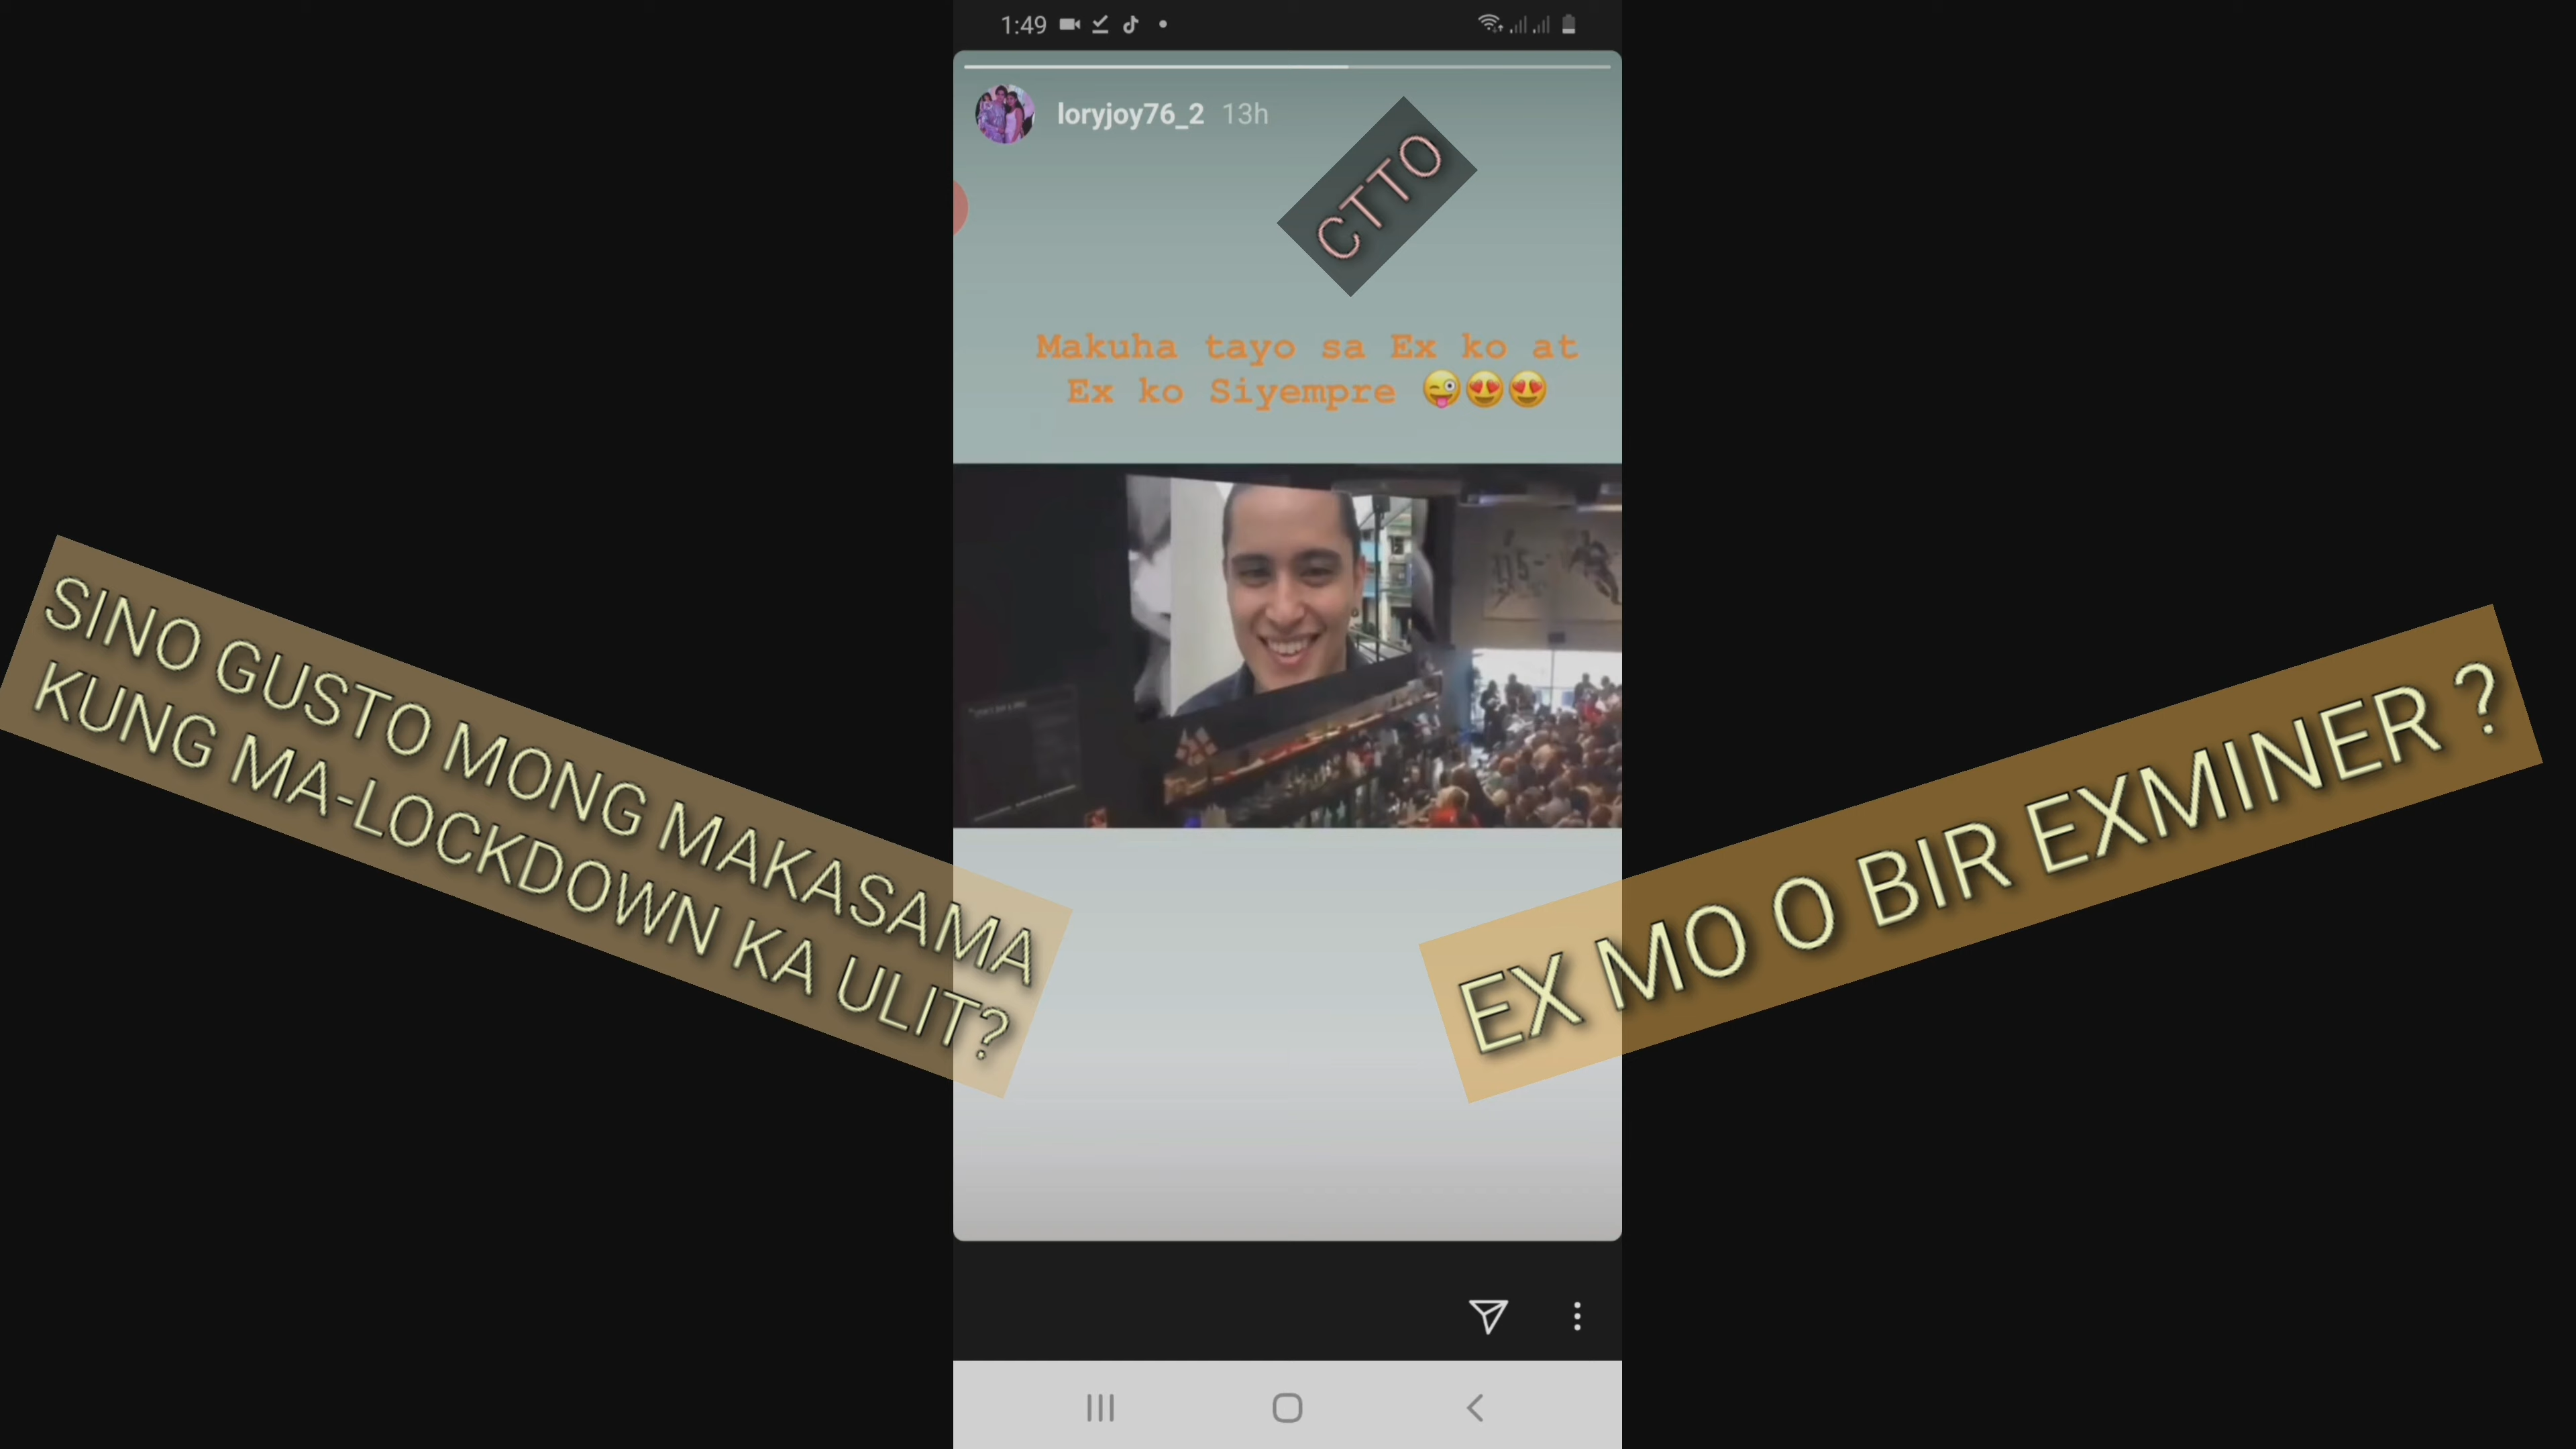 1:49
loryjoy76_2 13h
CTTO
Makuha tayo sa Ex ko at
Ex ko Siyempre 😜😍😍
SINO GUSTO MONG MAKASAMA
KUNG MA-LOCKDOWN KA ULIT?
EX MO O BIR EXMINER ?